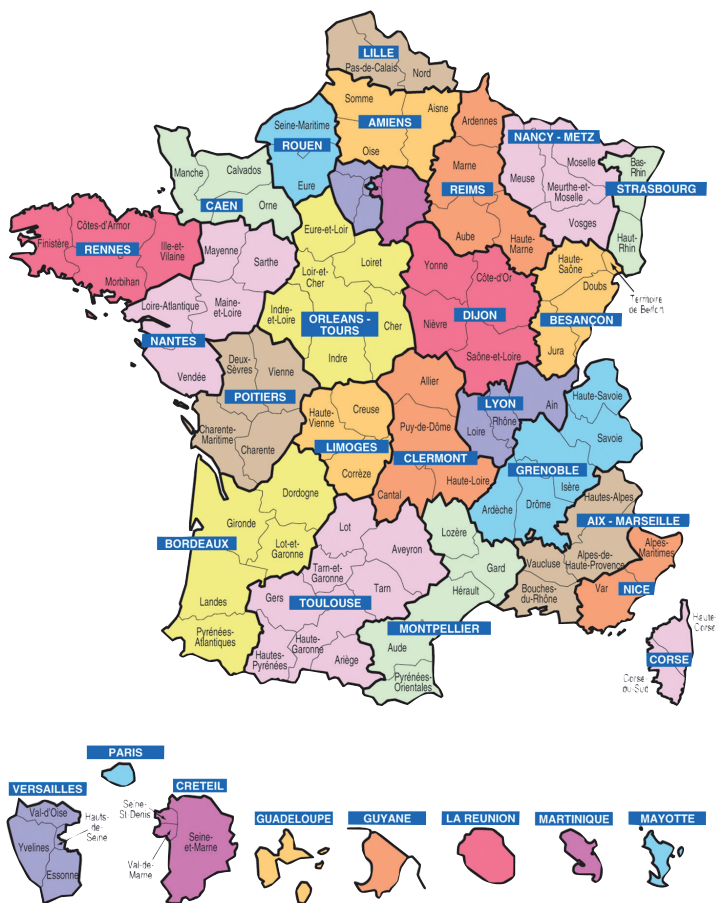 LILLE
Pas-de-Calais
Nord
Somme
Aisne
AMIENS
Oise
Seine-Maritime
ROUEN
Eure
Ardennes
Marne
REIMS
Aube
Haute-
Marne
NANCY - METZ
Moselle
Meuse
Meurthe-et-
Moselle
Vosges
Bas-
Rhin
STRASBOURG
Haut-
Rhin
Manche
Calvados
Orne
CAEN
Côtes-d'Armor
Finistère
RENNES
Ille-et-
Vilaine
Morbihan
Mayenne
Sarthe
Loire-Atlantique
Maine-
et-Loire
NANTES
Vendée
Eure-et-Loir
Loiret
Loir-et-
Cher
Indre-
et-Loire
ORLEANS -
TOURS
Cher
Indre
Yonne
Côte-d'Or
Nièvre
DIJON
Saône-et-Loire
Haute-
Saône
Doubs
Territoire
de Belfort
BESANÇON
Jura
Deux-
Sèvres
Vienne
POITIERS
Charente-
Maritime
Charente
Haute-
Vienne
Creuse
LIMOGES
Corrèze
Allier
Puy-de-Dôme
CLERMONT
Cantal
Haute-Loire
LYON
Ain
Rhône
Loire
Haute-Savoie
Savoie
GRENOBLE
Isère
Ardèche
Drôme
Hautes-Alpes
AIX - MARSEILLE
Vaucluse
Alpes-de-
Haute-Provence
Bouches-
du-Rhône
Alpes-
Maritimes
Var
NICE
Dordogne
Gironde
BORDEAUX
Lot-et-
Garonne
Landes
Pyrénées-
Atlantiques
Lot
Aveyron
Tarn-et-
Garonne
Tarn
Gers
TOULOUSE
Haute-
Garonne
Hautes-
Pyrénées
Ariège
Lozère
Gard
Hérault
MONTPELLIER
Aude
Pyrénées-
Orientales
Haute-
Corse
CORSE
Corse-
du-Sud
PARIS
VERSAILLES
Val-d'Oise
Hauts-
de-
Seine
Yvelines
Essonne
CRETEIL
Seine-
St Denis
Seine-
et-Marne
Val-de-
Marne
GUADELOUPE
GUYANE
LA REUNION
MARTINIQUE
MAYOTTE